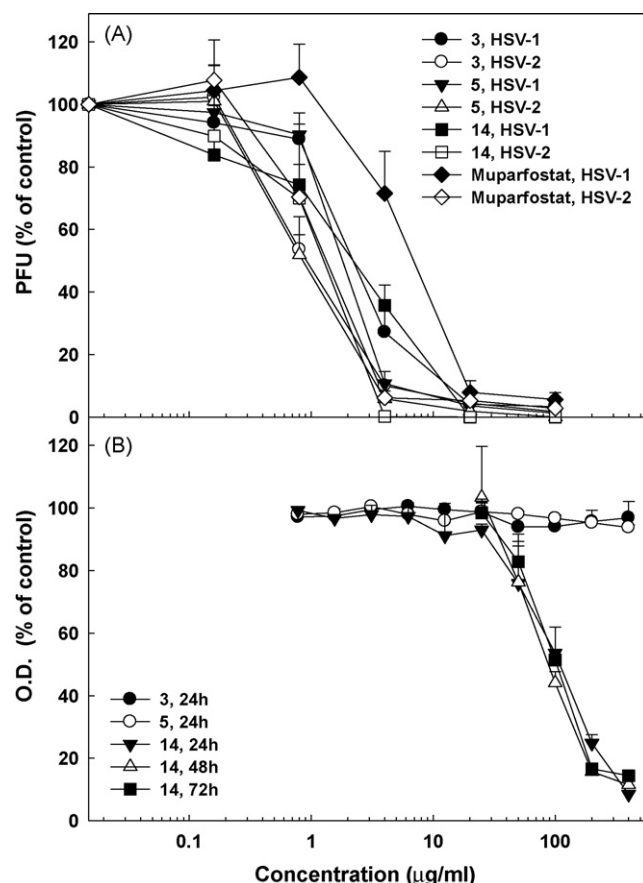 (A)
PFU (% of control)
120
100
80
60
40
20
0
3, HSV-1
3, HSV-2
5, HSV-1
5, HSV-2
14, HSV-1
14, HSV-2
Muparfostat, HSV-1
Muparfostat, HSV-2
(B)
O.D. (% of control)
120
100
80
60
40
20
0
3, 24h
5, 24h
14, 24h
14, 48h
14, 72h
0.1 1 10 100
Concentration (μg/ml)